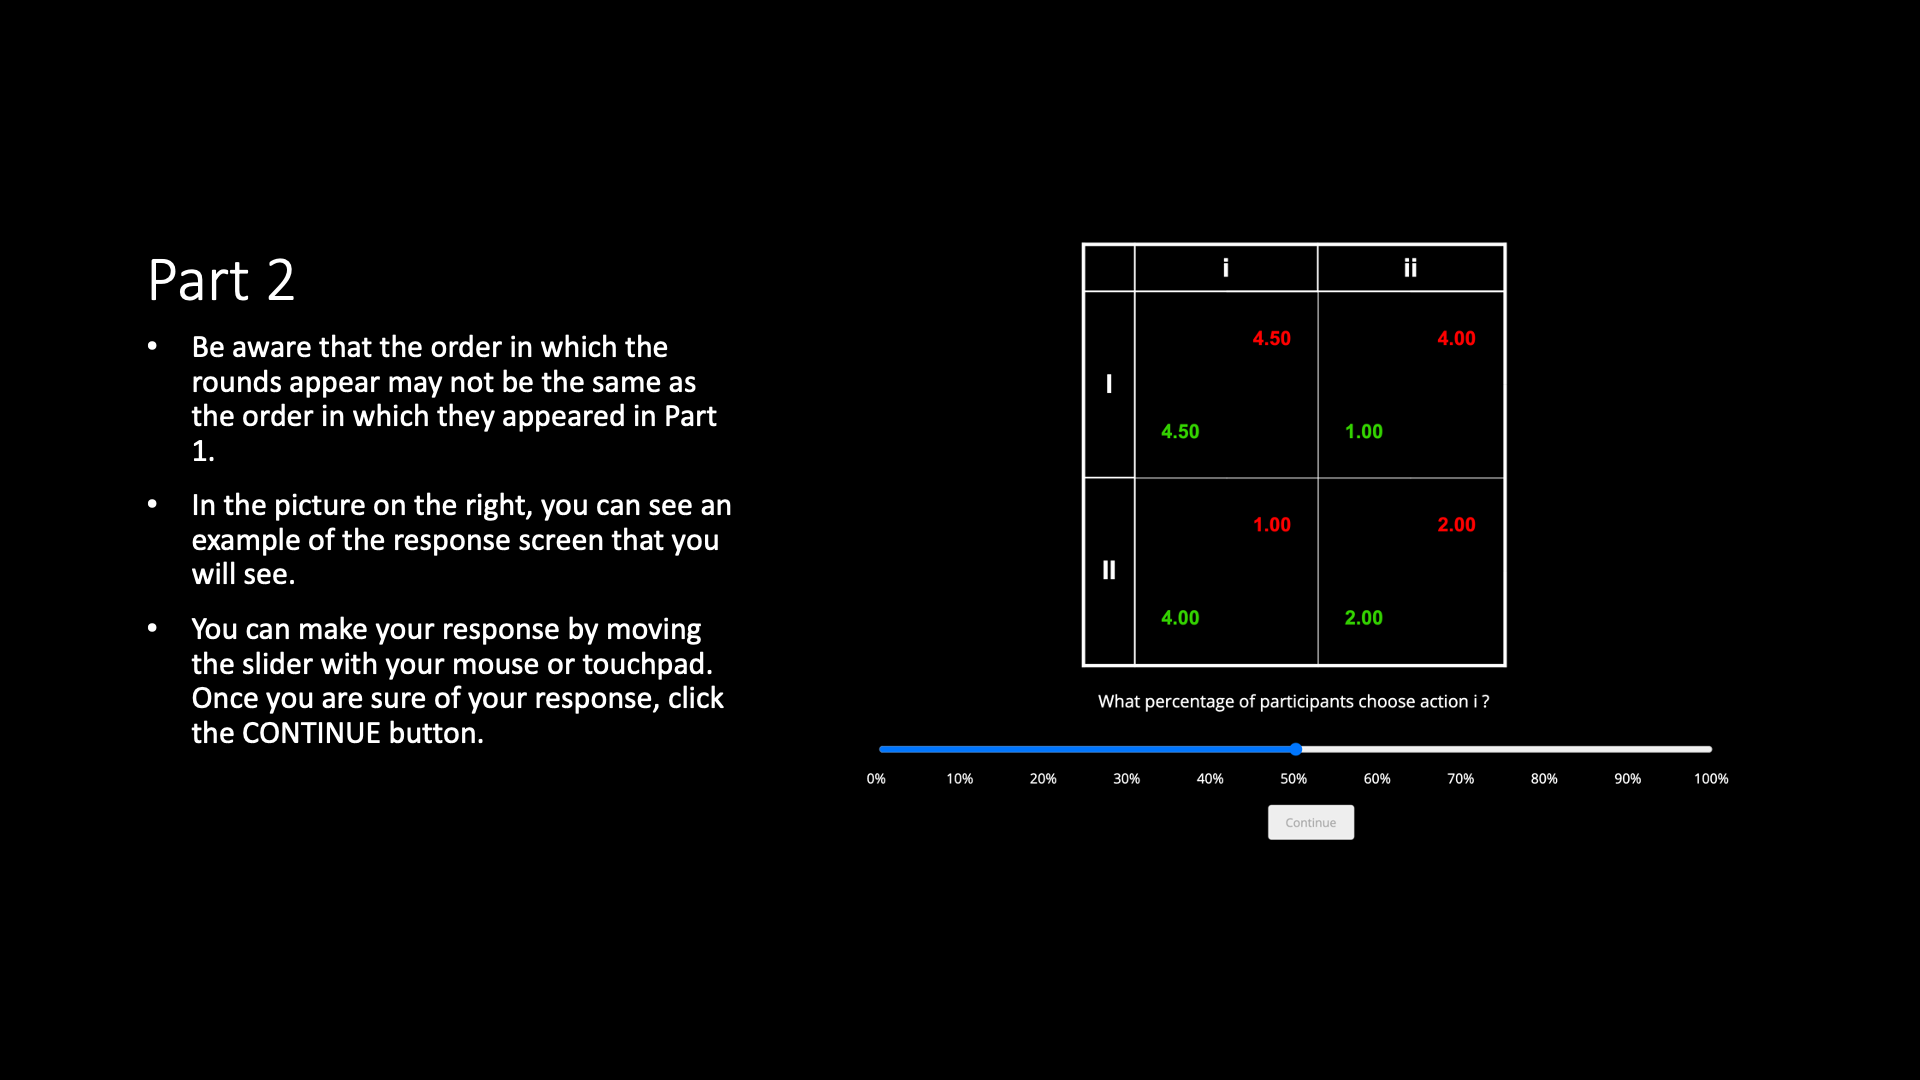 Part 2
• Be aware that the order in which the
rounds appear may not be the same as
the order in which they appeared in Part
1.
• In the picture on the right, you can see an
example of the response screen that you
will see.
• You can make your response by moving
the slider with your mouse or touchpad.
Once you are sure of your response, click
the CONTINUE button.
i ii
4.50 4.00
I
4.50 1.00
1.00 2.00
II
4.00 2.00
What percentage of participants choose action i ?
0% 10% 20% 30% 40% 50% 60% 70% 80% 90% 100%
Continue